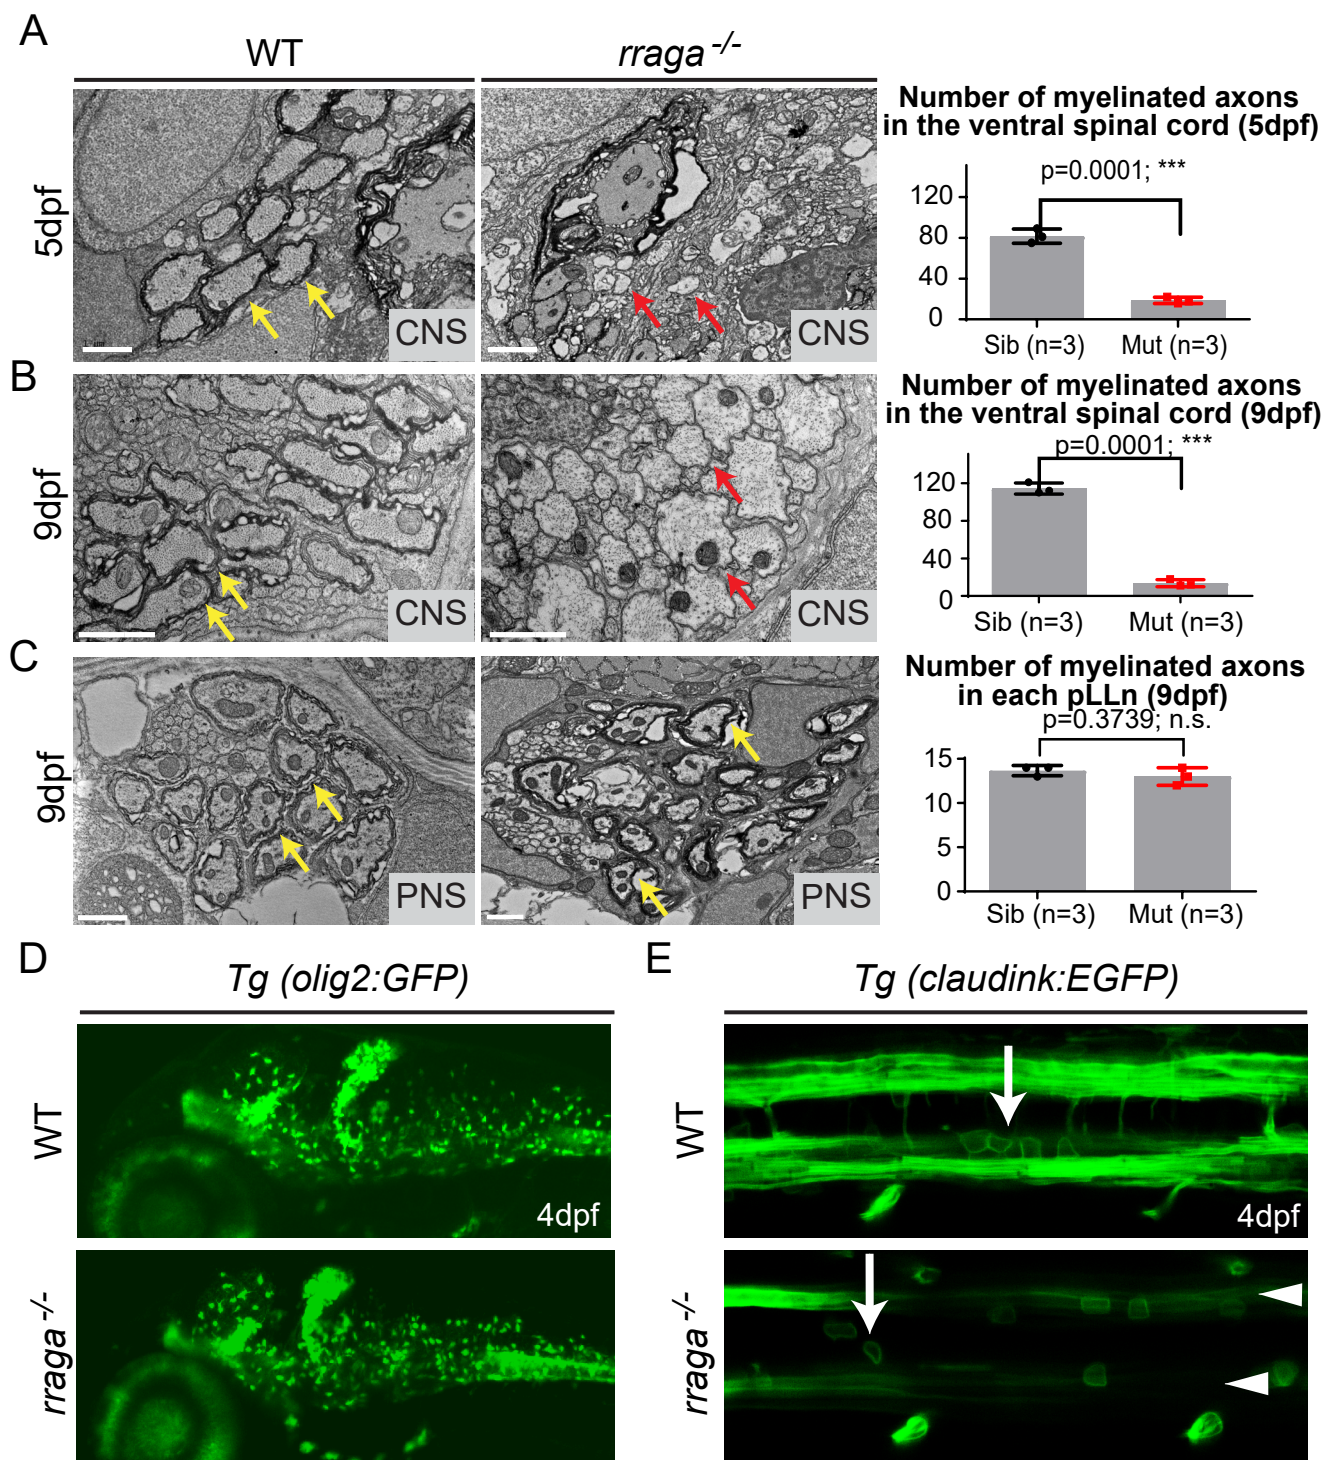 A
WT
rraga -/-
5dpf
CNS
CNS
Number of myelinated axons
in the ventral spinal cord (5dpf)
p=0.0001; ***
120
80
40
0
Sib (n=3)
Mut (n=3)
B
9dpf
CNS
CNS
Number of myelinated axons
in the ventral spinal cord (9dpf)
p=0.0001; ***
120
80
40
0
Sib (n=3)
Mut (n=3)
C
9dpf
PNS
PNS
Number of myelinated axons
in each pLLn (9dpf)
p=0.3739; n.s.
15
10
5
0
Sib (n=3)
Mut (n=3)
D
Tg (olig2:GFP)
WT
4dpf
rraga -/-
E
Tg (claudink:EGFP)
WT
4dpf
rraga -/-